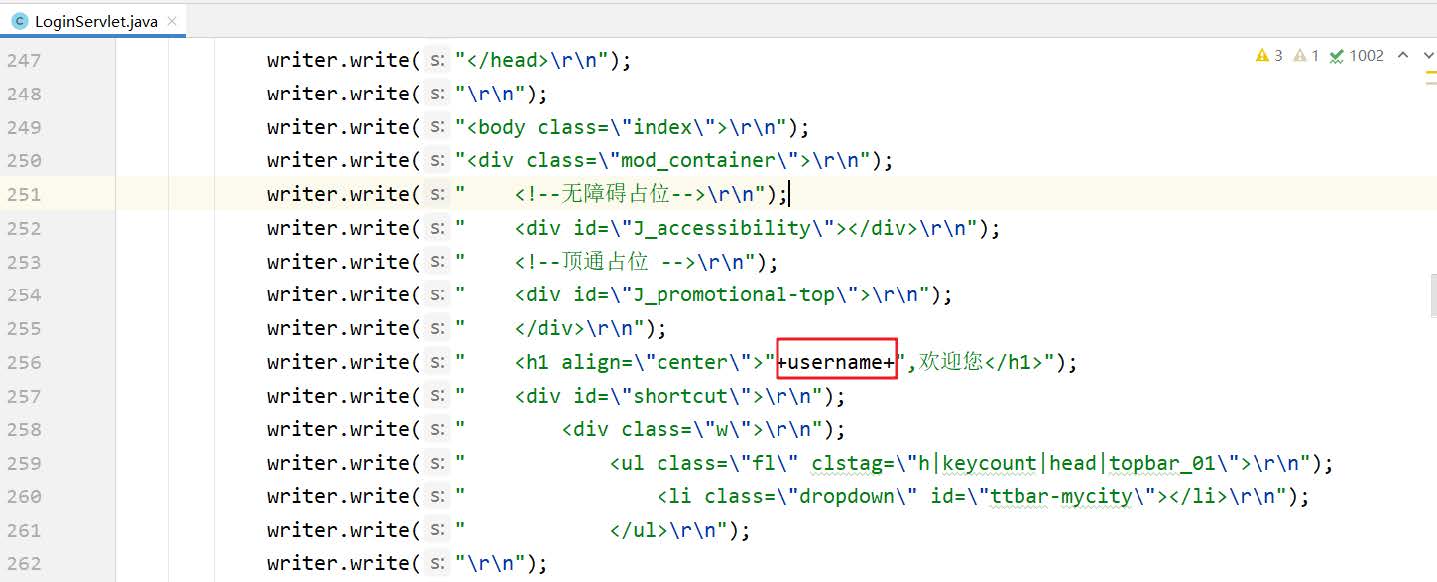 LoginServlet.java ×
3 1 1002
247 writer.write( s: "</head>\r\n");
248 writer.write( s: "\r\n");
249 writer.write( s: "<body class=\"index\">\r\n");
250 writer.write( s: "<div class=\"mod_container\">\r\n");
251 writer.write( s: "    <!--无障碍占位-->\r\n");
252 writer.write( s: "    <div id=\"J_accessibility\"></div>\r\n");
253 writer.write( s: "    <!--顶通占位 -->\r\n");
254 writer.write( s: "    <div id=\"J_promotional-top\">\r\n");
255 writer.write( s: "    </div>\r\n");
256 writer.write( s: "    <h1 align=\"center\">"+username+",欢迎您</h1>");
257 writer.write( s: "    <div id=\"shortcut\">\r\n");
258 writer.write( s: "        <div class=\"w\">\r\n");
259 writer.write( s: "            <ul class=\"fl\" clstag=\"h|keycount|head|topbar_01\">\r\n");
260 writer.write( s: "                <li class=\"dropdown\" id=\"ttbar-mycity\"></li>\r\n");
261 writer.write( s: "            </ul>\r\n");
262 writer.write( s: "\r\n");